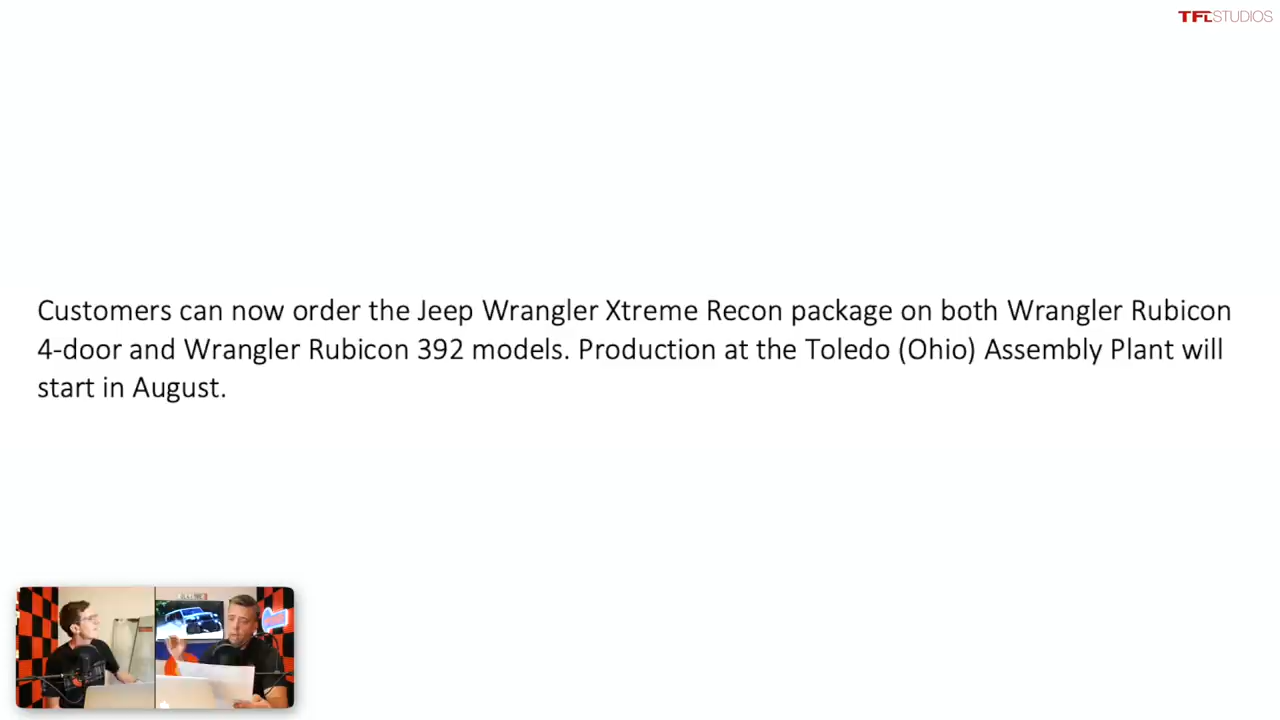 TFLSTUDIOS
Customers can now order the Jeep Wrangler Xtreme Recon package on both Wrangler Rubicon
4-door and Wrangler Rubicon 392 models. Production at the Toledo (Ohio) Assembly Plant will
start in August.